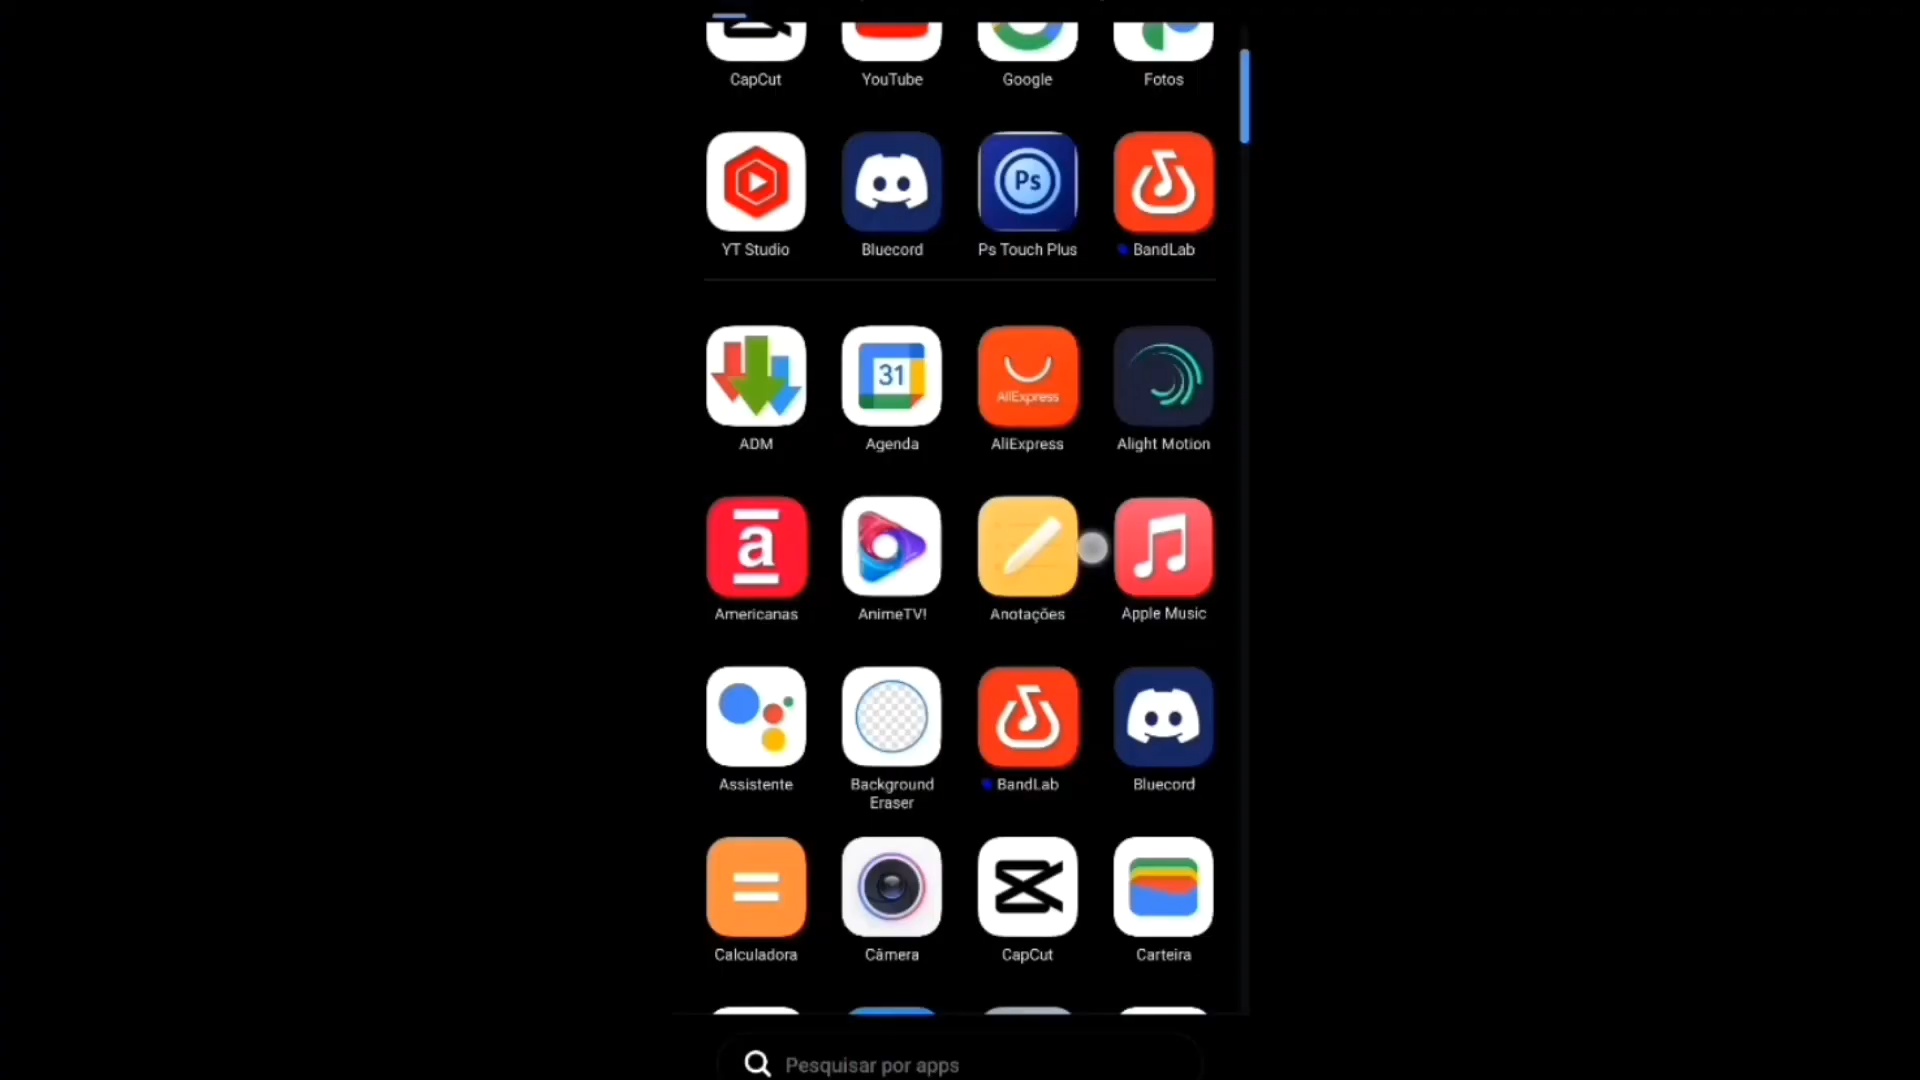 CapCut YouTube Google Fotos
Ps
YT Studio Bluecord Ps Touch Plus BandLab
31 AliExpress
ADM Agenda AliExpress Alight Motion
a
Americanas AnimeTV! Anotações Apple Music
Assistente Background Eraser BandLab Bluecord
Calculadora Câmera CapCut Carteira
Pesquisar por apps